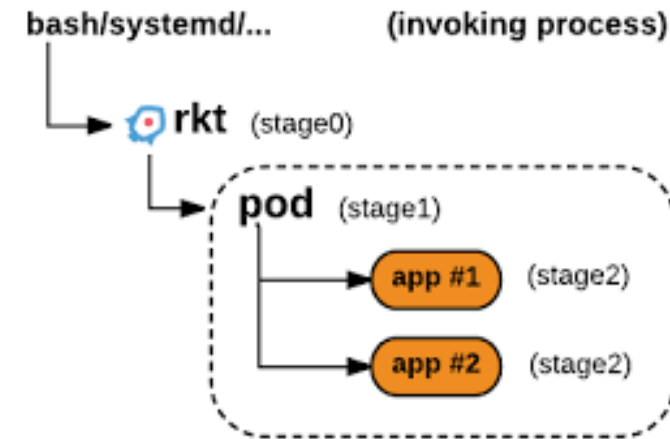 bash/systemd/... (invoking process)
rkt (stage0)
pod (stage1)
app #1 (stage2)
app #2 (stage2)